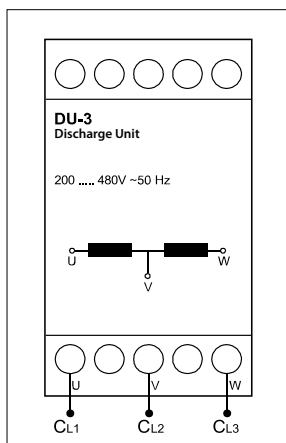 DU-3
Discharge Unit
200 ..... 480V ~50 Hz
U W
V
U V W
CL1 CL2 CL3